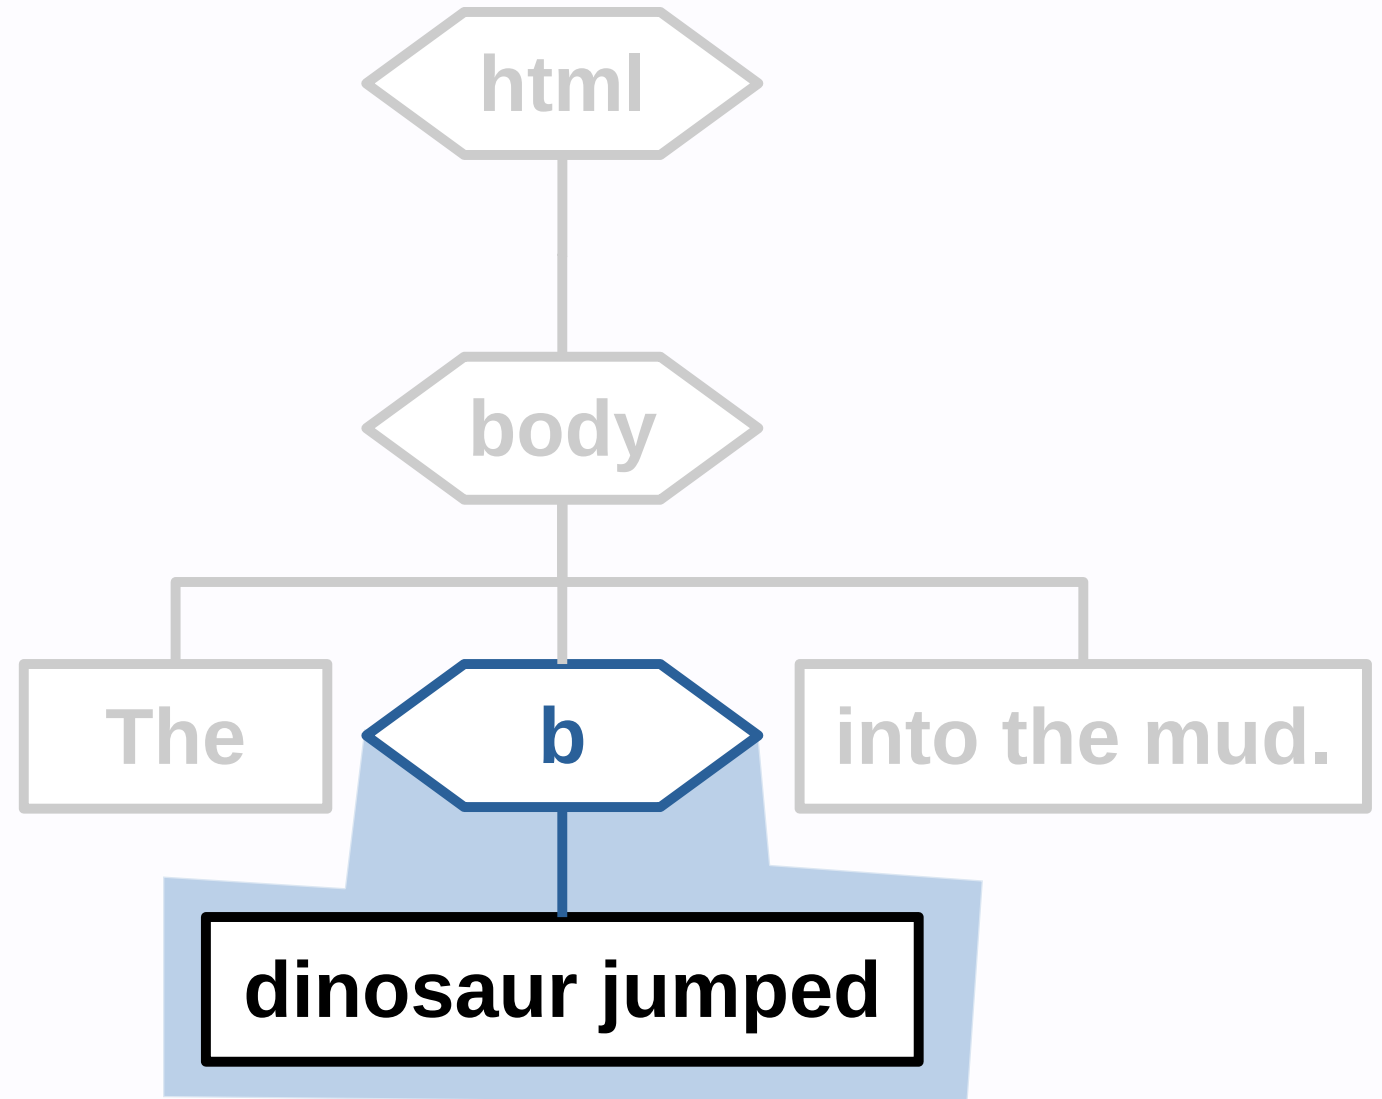 html
body
The
b
into the mud.
dinosaur jumped